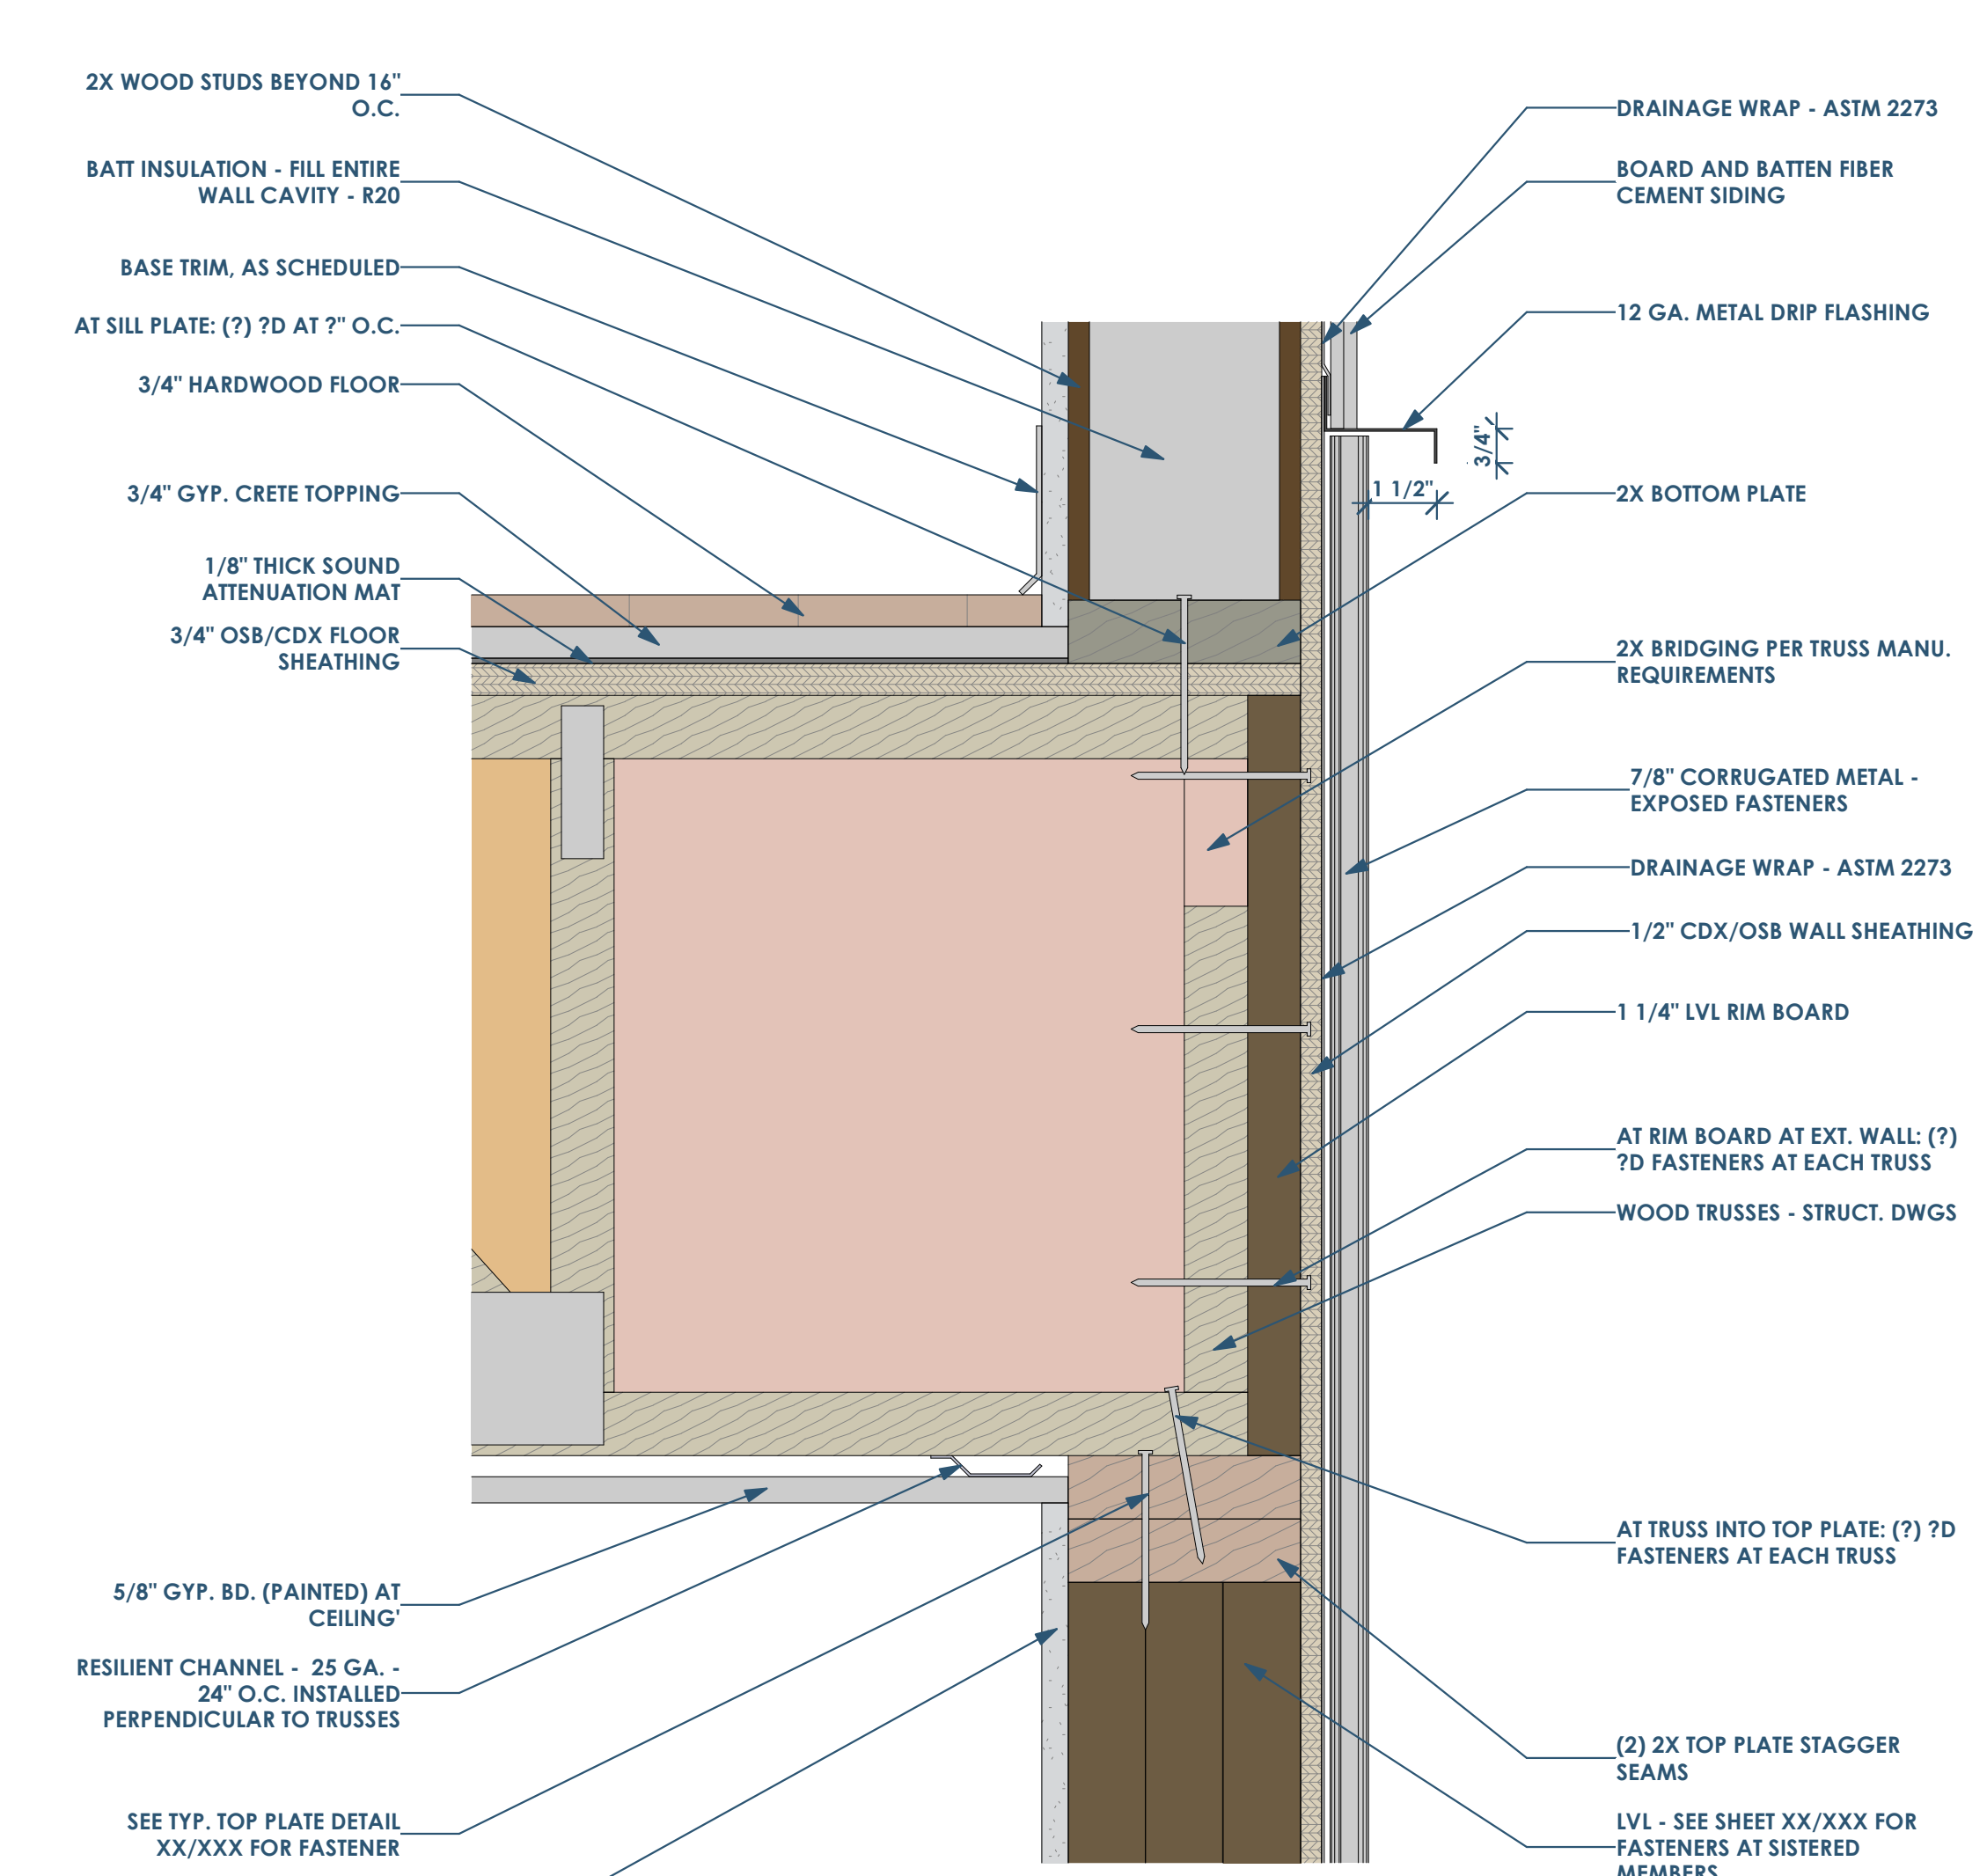 2X WOOD STUDS BEYOND 16"
O.C.
BATT INSULATION - FILL ENTIRE
WALL CAVITY - R20
BASE TRIM, AS SCHEDULED
AT SILL PLATE: (?) ?D AT ?" O.C.
3/4" HARDWOOD FLOOR
3/4" GYP. CRETE TOPPING
1/8" THICK SOUND
ATTENUATION MAT
3/4" OSB/CDX FLOOR
SHEATHING
5/8" GYP. BD. (PAINTED) AT
CEILING'
RESILIENT CHANNEL - 25 GA. -
24" O.C. INSTALLED
PERPENDICULAR TO TRUSSES
SEE TYP. TOP PLATE DETAIL
XX/XXX FOR FASTENER
DRAINAGE WRAP - ASTM 2273
BOARD AND BATTEN FIBER
CEMENT SIDING
12 GA. METAL DRIP FLASHING
3/4"
1 1/2"
2X BOTTOM PLATE
2X BRIDGING PER TRUSS MANU.
REQUIREMENTS
7/8" CORRUGATED METAL -
EXPOSED FASTENERS
DRAINAGE WRAP - ASTM 2273
1/2" CDX/OSB WALL SHEATHING
1 1/4" LVL RIM BOARD
AT RIM BOARD AT EXT. WALL: (?)
?D FASTENERS AT EACH TRUSS
WOOD TRUSSES - STRUCT. DWGS
AT TRUSS INTO TOP PLATE: (?) ?D
FASTENERS AT EACH TRUSS
(2) 2X TOP PLATE STAGGER
SEAMS
LVL - SEE SHEET XX/XXX FOR
FASTENERS AT SISTERED
MEMBERS